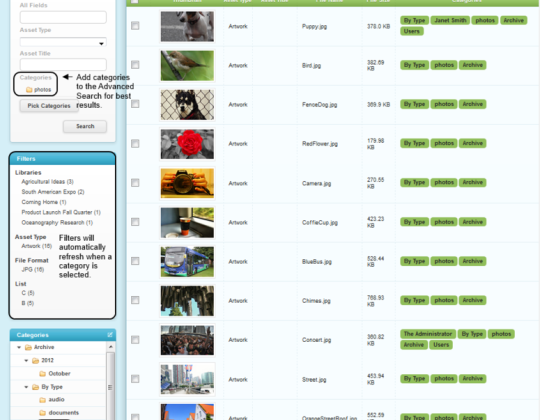 All Fields
Asset Type
Asset Title
Categories
photos
Pick Categories
Search
Add categories
to the Advanced
Search for best
results.
Filters
Libraries
Agricultural Ideas (3)
South American Expo (2)
Coming Home (1)
Product Launch Fall Quarter (1)
Oceanography Research (1)
Asset Type
Artwork (16)
File Format
JPG (16)
List
C (5)
B (5)
Filters will
automatically
refresh when a
category is
selected.
Categories
Archive
2012
October
By Type
audio
documents
Artwork Puppy.jpg 378.0 KB By Type Janet Smith photos Archive
Users
Artwork Bird.jpg 382.69
KB By Type photos Archive
Artwork FenceDog.jpg 369.9 KB By Type photos Archive
Artwork RedFlower.jpg 179.98
KB By Type photos Archive
Artwork Camera.jpg 270.55
KB By Type photos Archive
Artwork CoffeeCup.jpg 423.23
KB By Type photos Archive
Artwork BlueBus.jpg 528.44
KB By Type photos Archive
Artwork Chimes.jpg 768.93
KB By Type photos Archive
Artwork Concert.jpg 360.82
KB The Administrator By Type photos
Archive Users
Artwork Street.jpg 453.94
KB By Type photos Archive
Artwork OrangeStreetRoof.jpg 552.59
KB By Type photos Archive